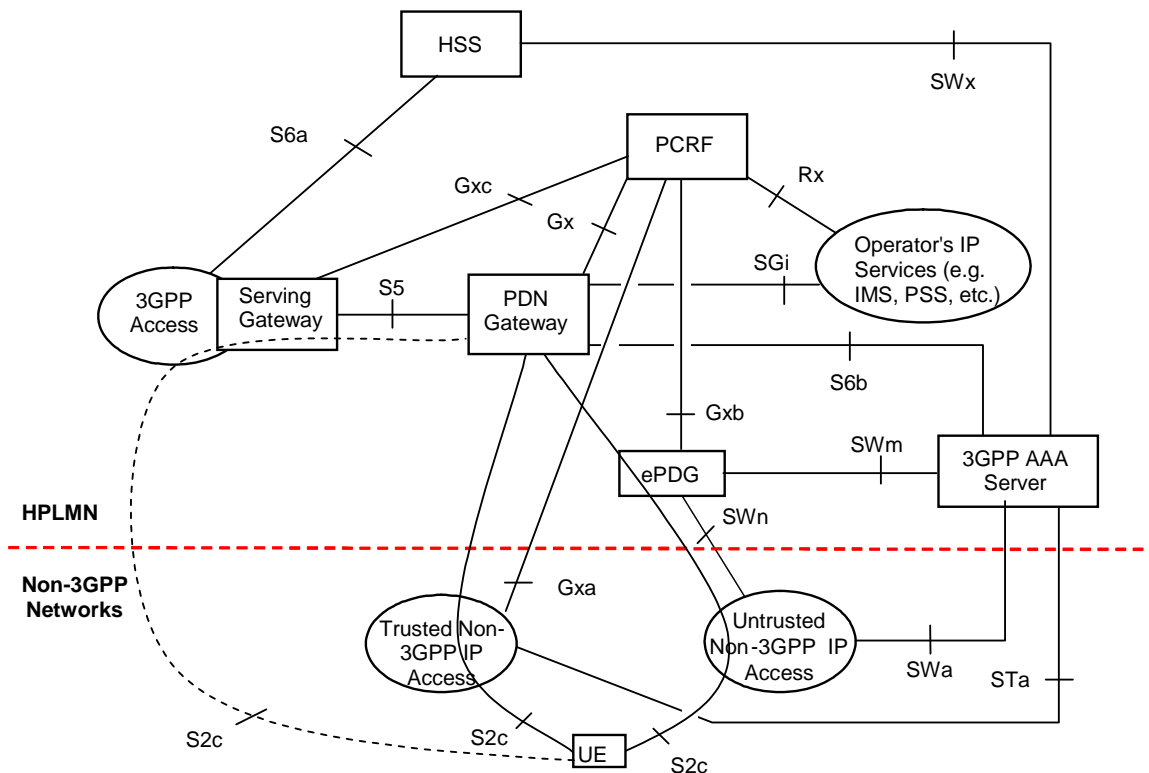 HSS
SWx
S6a
PCRF
Rx
Gxc
Gx
Operator's IP
Services (e.g.
IMS, PSS, etc.)
SGi
3GPP
Access
Serving
Gateway
S5
PDN
Gateway
S6b
Gxb
SWm
3GPP AAA
Server
ePDG
HPLMN
SWn
Non-3GPP
Networks
Gxa
Trusted Non-
3GPP IP
Access
Untrusted
Non-3GPP IP
Access
SWa
STa
S2c
S2c
UE
S2c